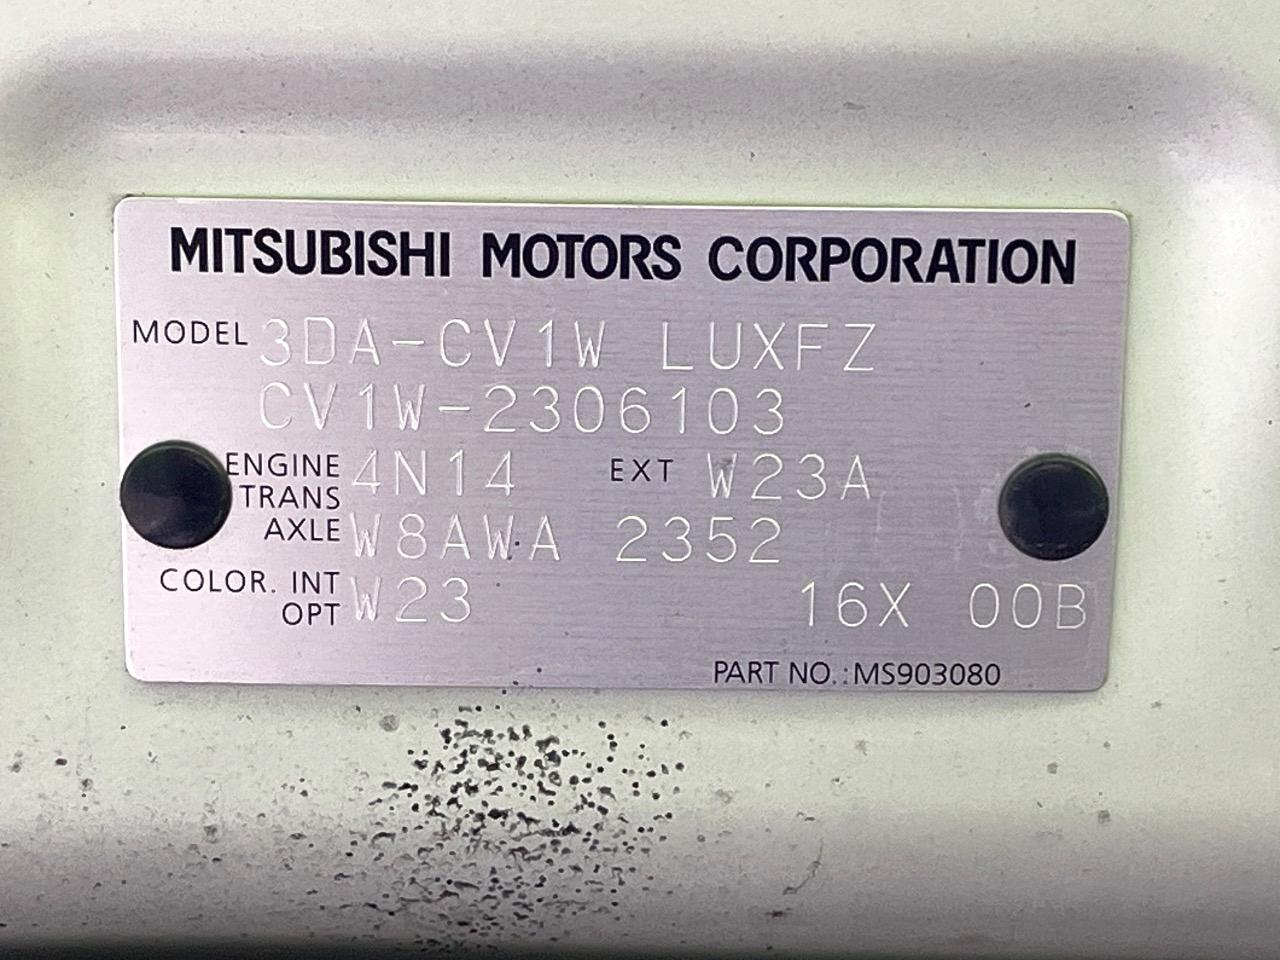 MITSUBISHI MOTORS CORPORATION
MODEL 3DA-CV1W LUXFZ
CV1W-2306103
ENGINE 4N14 EXT W23A
TRANS
AXLE W8AWA 2352
COLOR. INT W23 16X 00B
OPT
PART NO.:MS903080